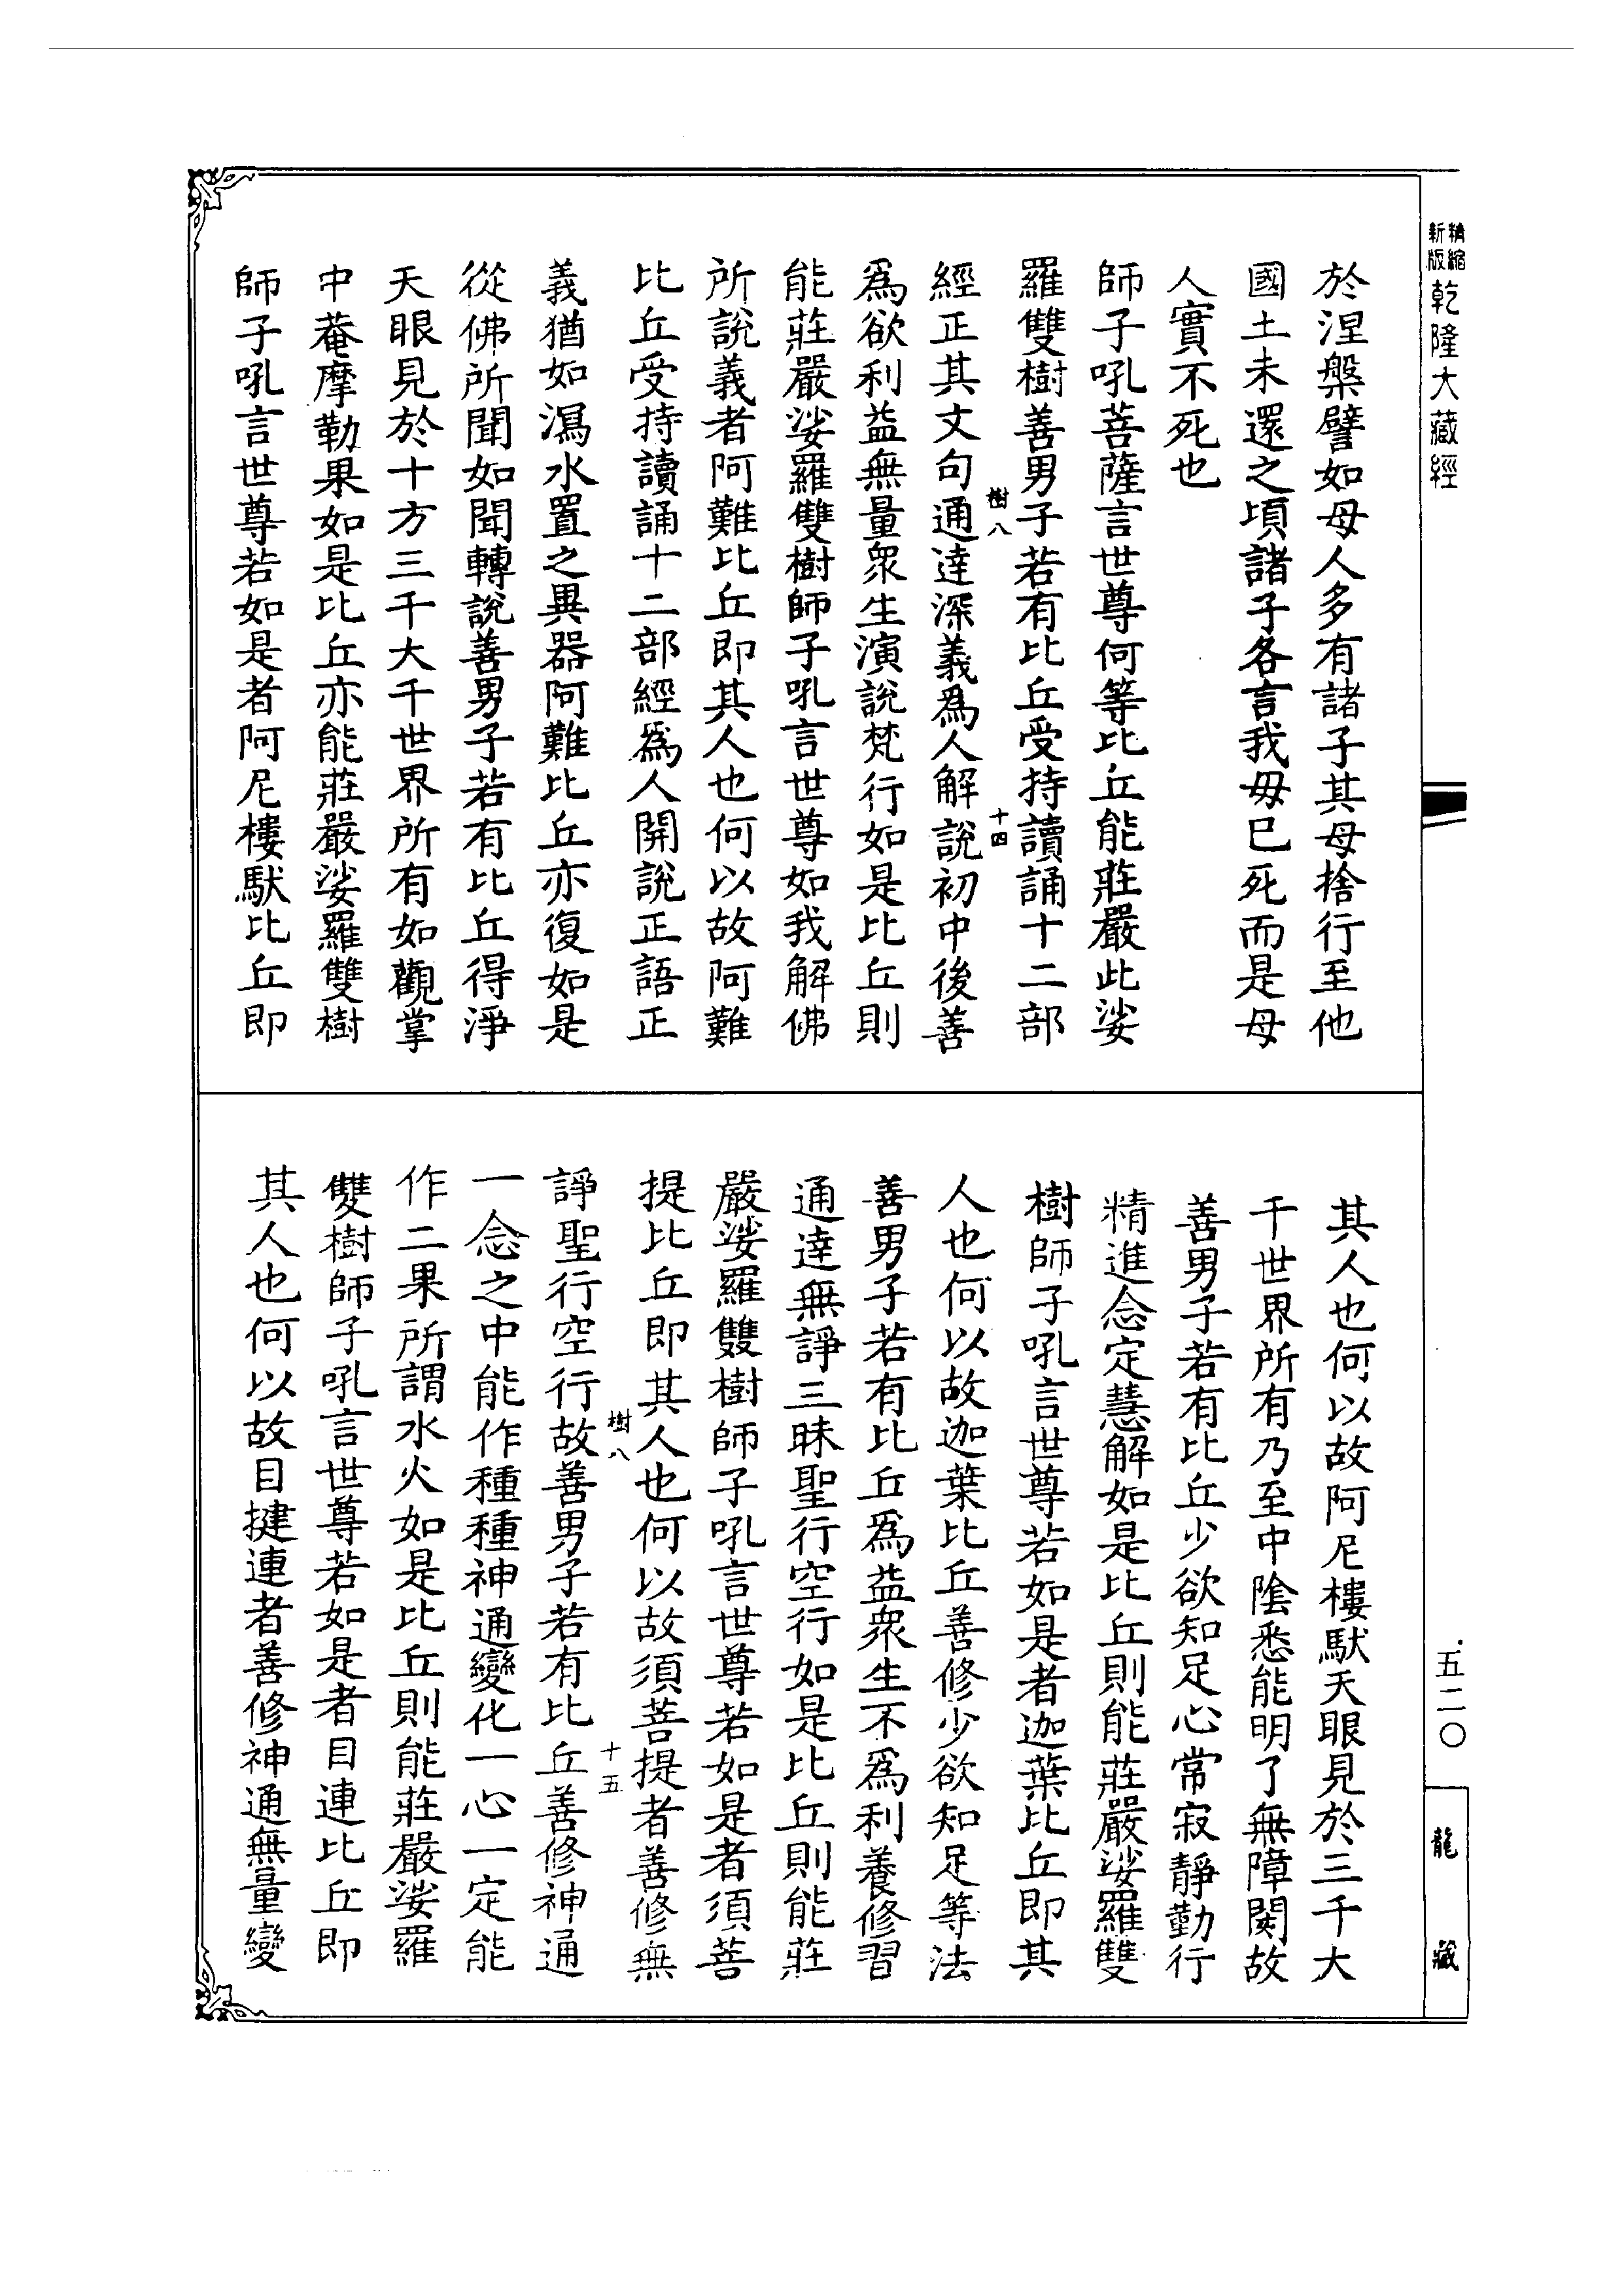 精縮
新版
乾隆大藏經
於涅槃譬如母人多有諸子其母捨行至他
國土未還之頃諸子各言我母已死而是母
人實不死也
師子吼菩薩言世尊何等比丘能莊嚴此娑
羅雙樹善男子若有比丘受持讀誦十二部
樹八
十四
經正其文句通達深義爲人解說初中後善
爲欲利益無量衆生演說梵行如是比丘則
能莊嚴娑羅雙樹師子吼言世尊如我解佛
所說義者阿難比丘即其人也何以故阿難
比丘受持讀誦十二部經爲人開說正語正
義猶如瀉水置之異器阿難比丘亦復如是
從佛所聞如聞轉說善男子若有比丘得淨
天眼見於十方三千大千世界所有如觀掌
中菴摩勒果如是比丘亦能莊嚴娑羅雙樹
師子吼言世尊若如是者阿尼樓馱比丘即
其人也何以故阿尼樓馱天眼見於三千大
千世界所有乃至中陰悉能明了無障閡故
善男子若有比丘少欲知足心常寂靜勤行
精進念定慧解如是比丘則能莊嚴娑羅雙
樹師子吼言世尊若如是者迦葉比丘即其
人也何以故迦葉比丘善修少欲知足等法
善男子若有比丘爲益衆生不爲利養修習
通達無諍三昧聖行空行如是比丘則能莊
嚴娑羅雙樹師子吼言世尊若如是者須菩
提比丘即其人也何以故須菩提者善修無
樹八
十五
諍聖行空行故善男子若有比丘善修神通
一念之中能作種種神通變化一心一定能
作二果所謂水火如是比丘則能莊嚴娑羅
雙樹師子吼言世尊若如是者目連比丘即
其人也何以故目揵連者善修神通無量變
五二〇
龍藏